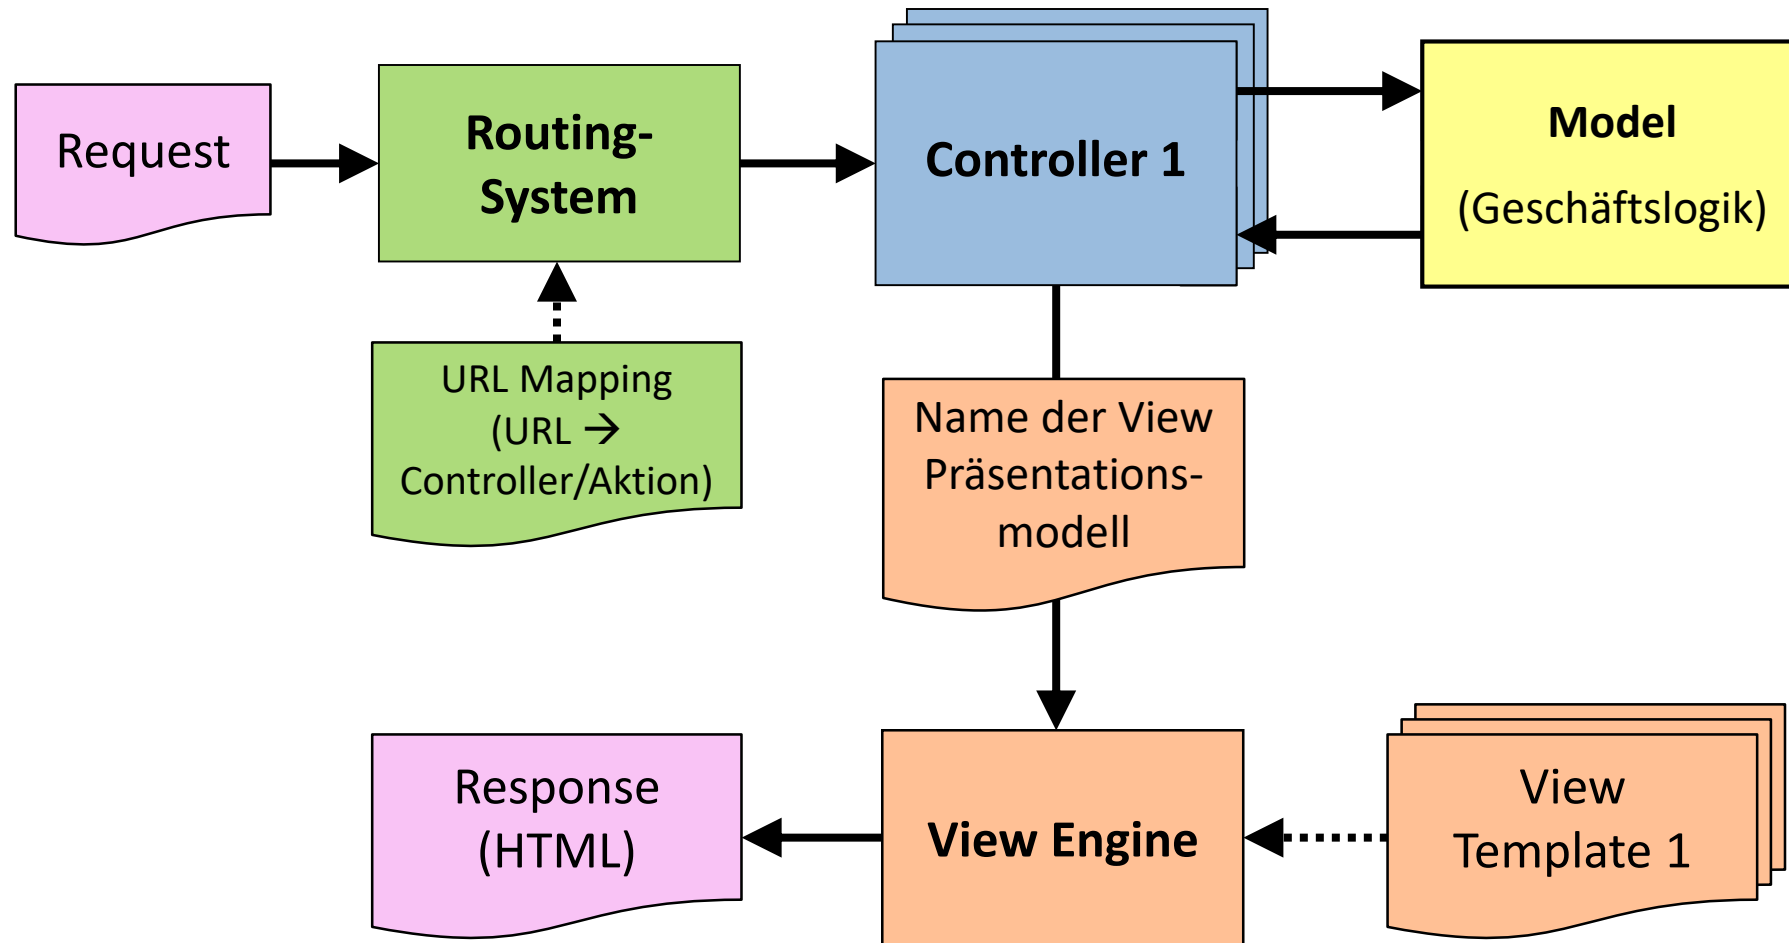 Request
Routing-
System
Controller 1
Model
(Geschäftslogik)
URL Mapping
(URL →
Controller/Aktion)
Name der View
Präsentations-
modell
Response
(HTML)
View Engine
View
Template 1